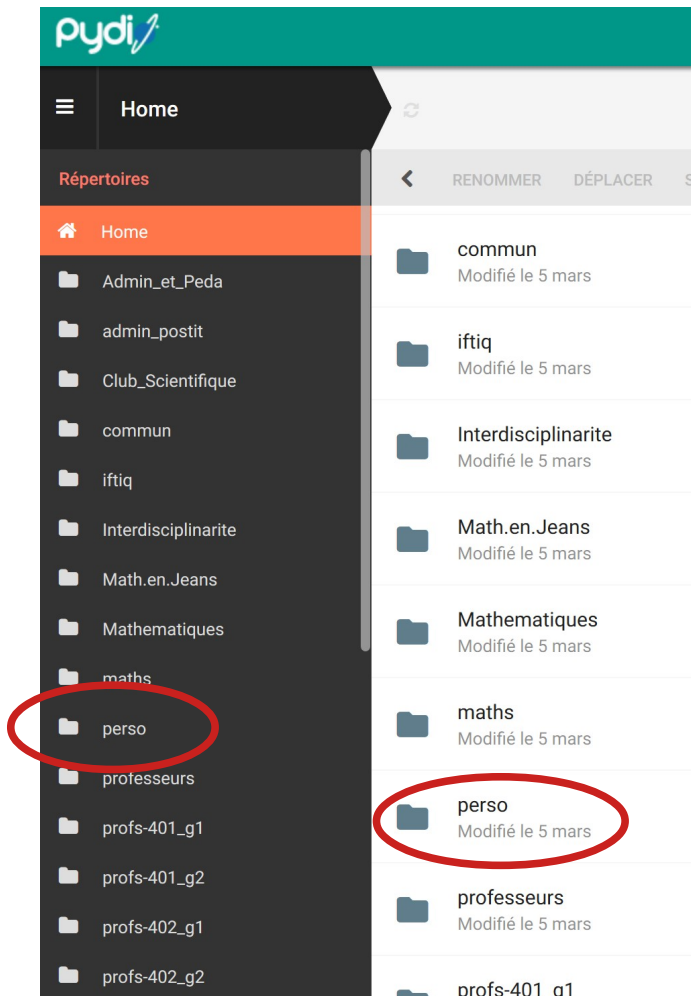 pydi
Home
Répertoires
Home
Admin_et_Peda
admin_postit
Club_Scientifique
commun
iftiq
Interdisciplinarite
Math.en.Jeans
Mathematiques
maths
perso
professeurs
profs-401_g1
profs-401_g2
profs-402_g1
profs-402_g2
RENOMMER DÉPLACER S
commun
Modifié le 5 mars
iftiq
Modifié le 5 mars
Interdisciplinarite
Modifié le 5 mars
Math.en.Jeans
Modifié le 5 mars
Mathematiques
Modifié le 5 mars
maths
Modifié le 5 mars
perso
Modifié le 5 mars
professeurs
Modifié le 5 mars
profs-401_g1